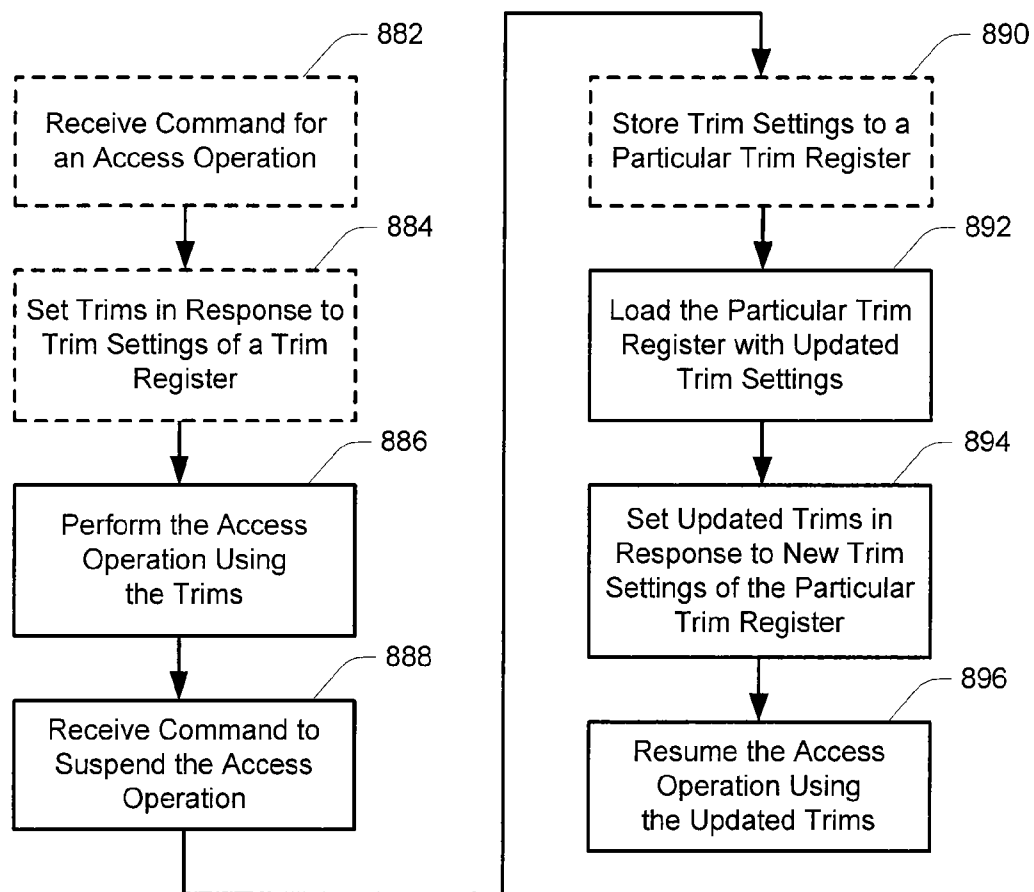 882
Receive Command for
an Access Operation
884
Set Trims in Response to
Trim Settings of a Trim
Register
886
Perform the Access
Operation Using
the Trims
888
Receive Command to
Suspend the Access
Operation
890
Store Trim Settings to a
Particular Trim Register
892
Load the Particular Trim
Register with Updated
Trim Settings
894
Set Updated Trims in
Response to New Trim
Settings of the Particular
Trim Register
896
Resume the Access
Operation Using
the Updated Trims